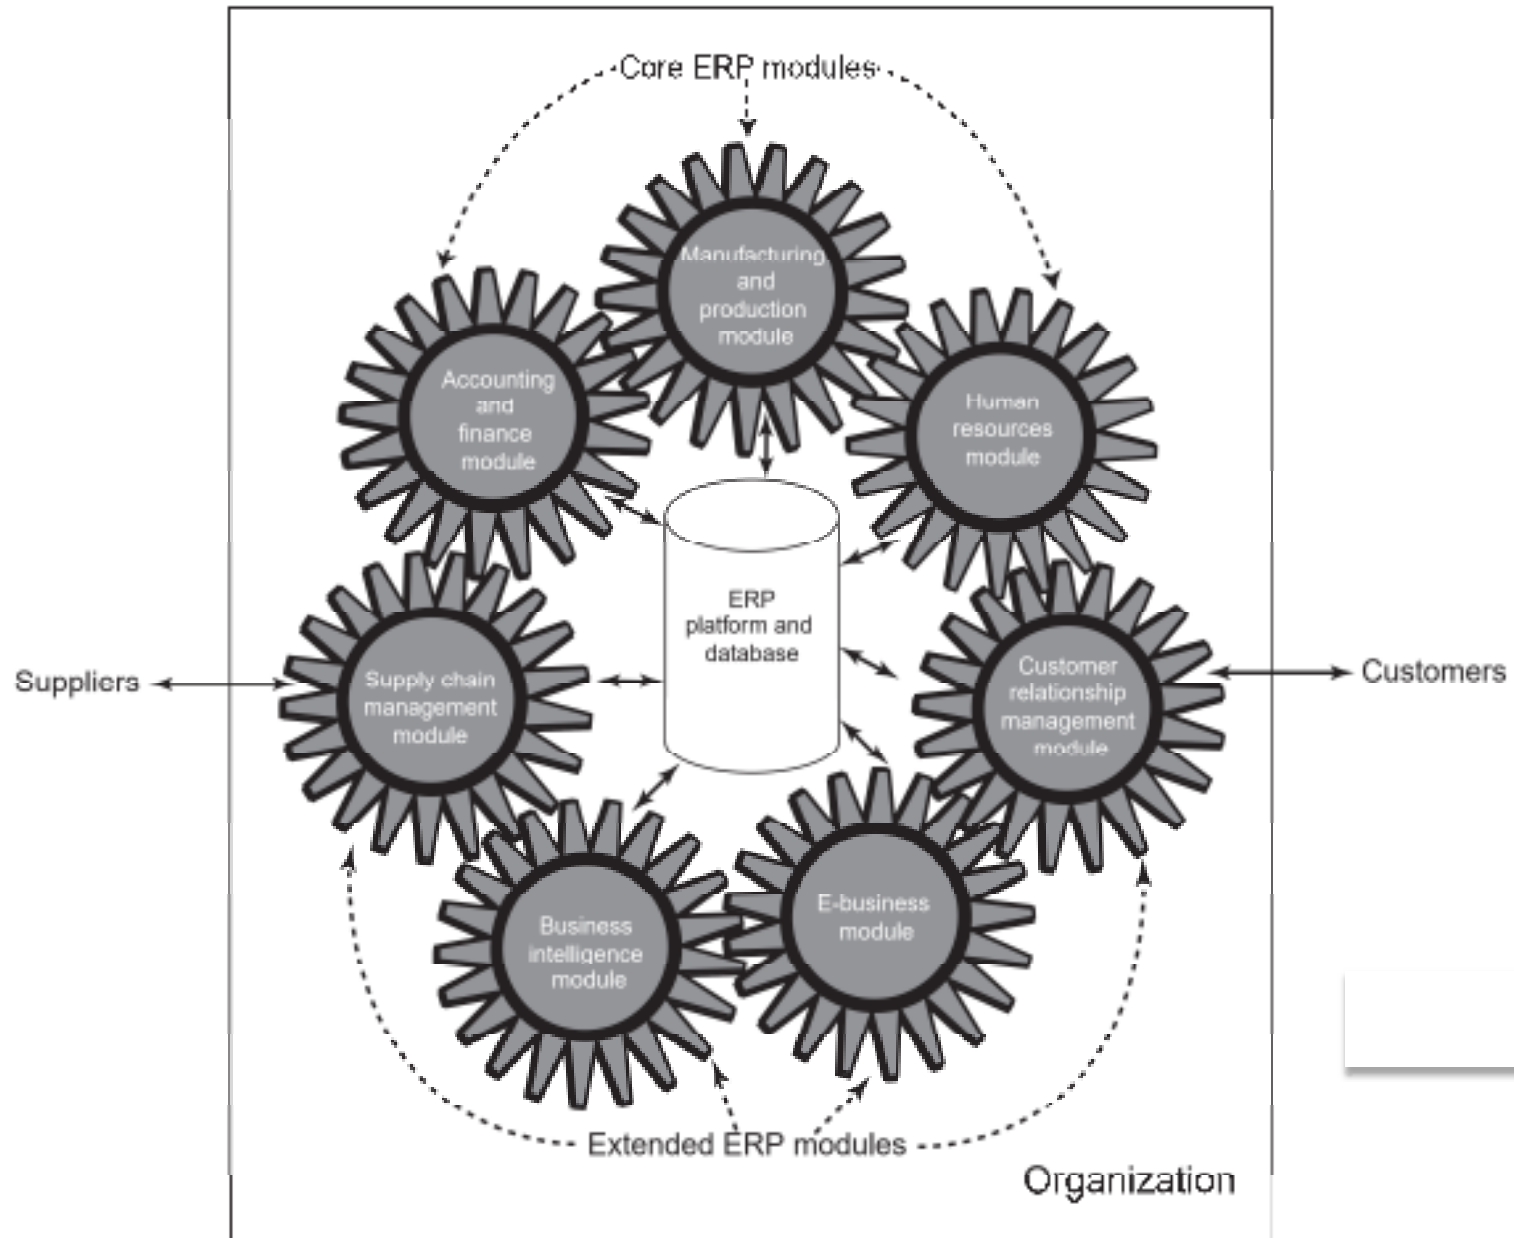 Core ERP modules
Manufacturing
and
production
module
Accounting
and
finance
module
Human
resources
module
ERP
platform and
database
Suppliers
Supply chain
management
module
Customer
relationship
management
module
Customers
Business
intelligence
module
E-business
module
Extended ERP modules
Organization